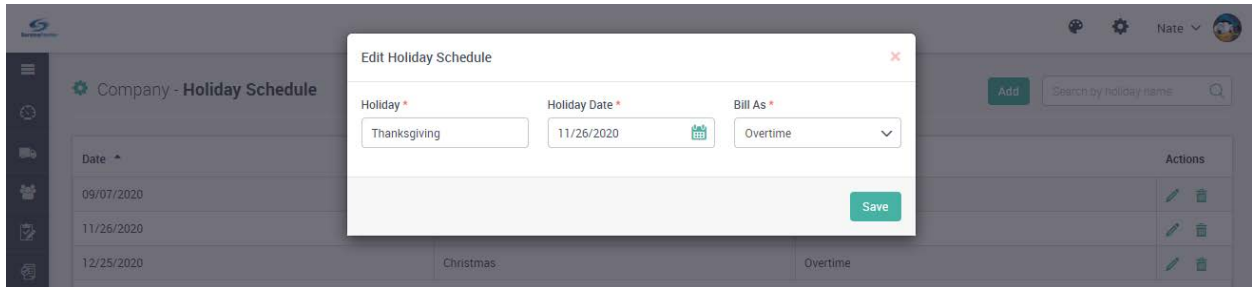 Nate
Edit Holiday Schedule
Company - Holiday Schedule
Add
Search by holiday name
Holiday *
Holiday Date *
Bill As *
Thanksgiving
11/26/2020
Overtime
Date
Actions
09/07/2020
Save
11/26/2020
12/25/2020
Christmas
Overtime